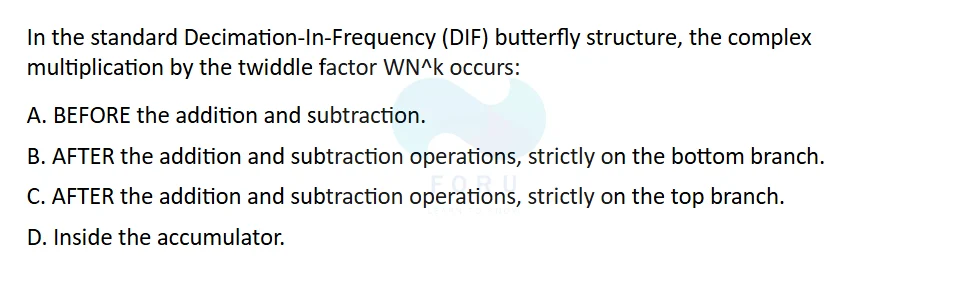 In the standard Decimation-In-Frequency (DIF) butterfly structure, the complex
multiplication by the twiddle factor WN^k occurs:
A. BEFORE the addition and subtraction.
B. AFTER the addition and subtraction operations, strictly on the bottom branch.
FORU
C. AFTER the addition and subtraction operations, strictly on the top branch.
D. Inside the accumulator.